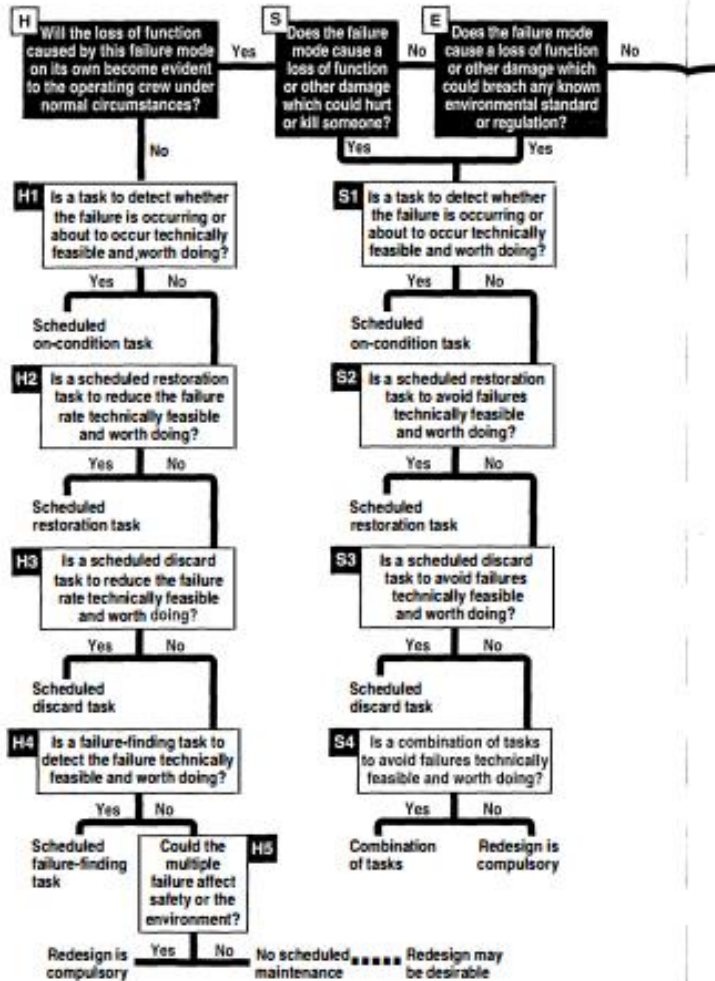 H
Will the loss of function
caused by this failure mode
on its own become evident
to the operating crew under
normal circumstances?
Yes
S
Does the failure
mode cause a
loss of function
or other damage
which could hurt
or kill someone?
No
E
Does the failure mode
cause a loss of function
or other damage which
could breach any known
environmental standard
or regulation?
No
No
Yes
Yes
H1
Is a task to detect whether
the failure is occurring or
about to occur technically
feasible and worth doing?
Yes
No
Scheduled
on-condition task
H2
Is a scheduled restoration
task to reduce the failure
rate technically feasible
and worth doing?
Yes
No
Scheduled
restoration task
H3
Is a scheduled discard
task to reduce the failure
rate technically feasible
and worth doing?
Yes
No
Scheduled
discard task
H4
Is a failure-finding task to
detect the failure technically
feasible and worth doing?
Yes
No
Scheduled
failure-finding
task
Could the
multiple
failure affect
safety or the
environment?
H5
Redesign is
compulsory
Yes
No
No scheduled
maintenance
Redesign may
be desirable
S1
Is a task to detect whether
the failure is occurring or
about to occur technically
feasible and worth doing?
Yes
No
Scheduled
on-condition task
S2
Is a scheduled restoration
task to avoid failures
technically feasible
and worth doing?
Yes
No
Scheduled
restoration task
S3
Is a scheduled discard
task to avoid failures
technically feasible
and worth doing?
Yes
No
Scheduled
discard task
S4
Is a combination of tasks
to avoid failures technically
feasible and worth doing?
Yes
No
Combination
of tasks
Redesign is
compulsory